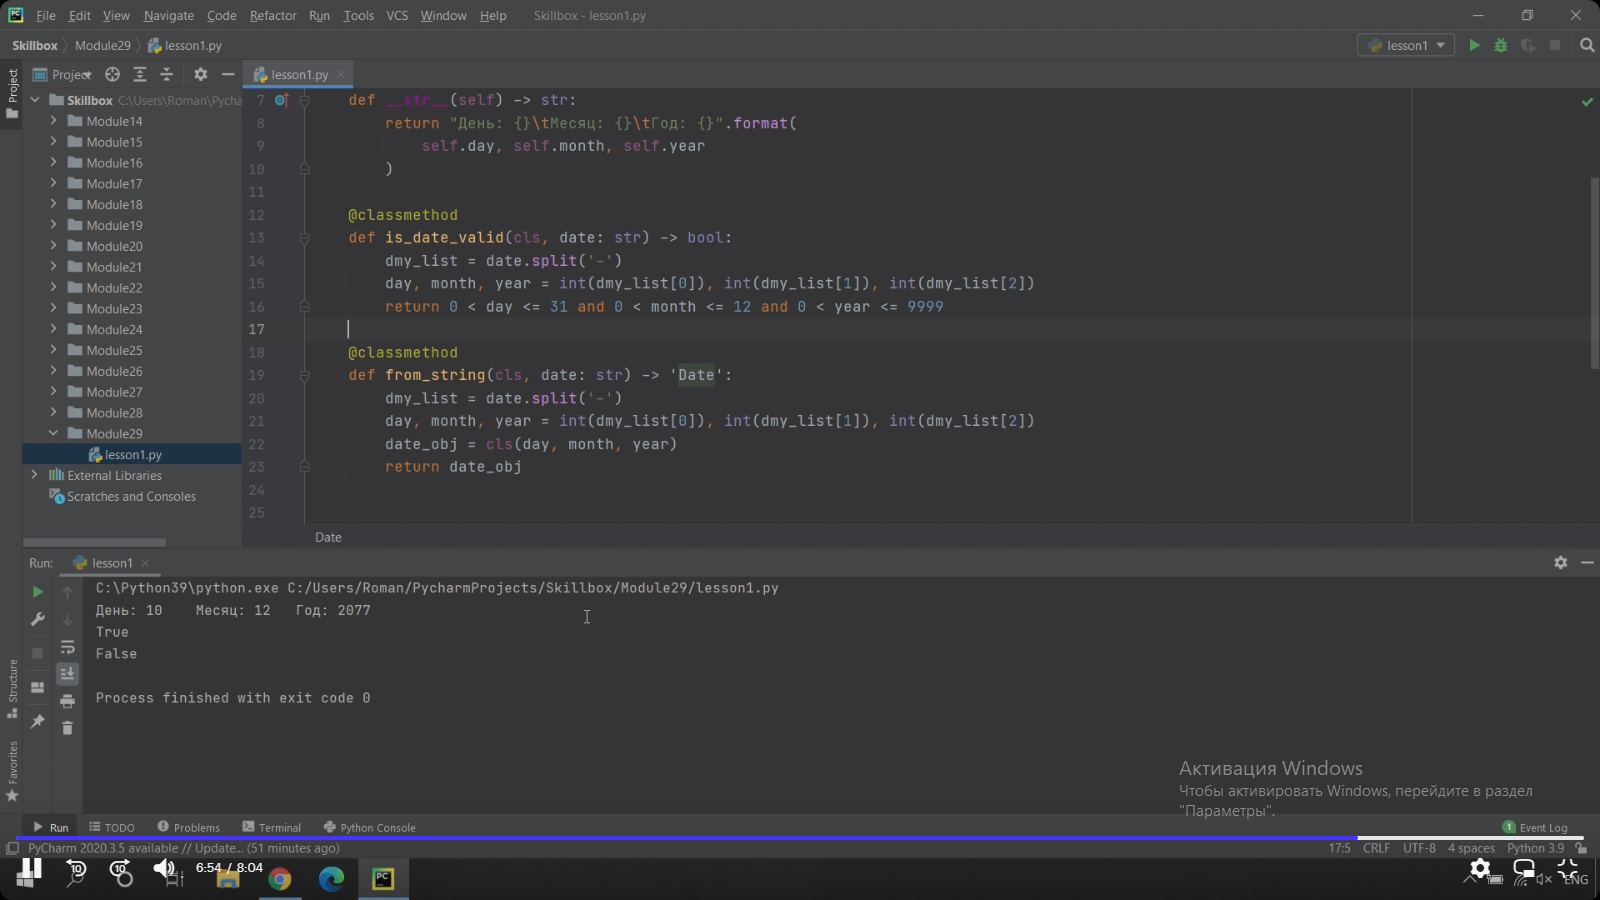 File Edit View Navigate Code Refactor Run Tools VCS Window Help Skillbox - lesson1.py
Skillbox Module29 lesson1.py lesson1
Project lesson1.py
Project
Skillbox C:\Users\Roman\Pycha
Module14
Module15
Module16
Module17
Module18
Module19
Module20
Module21
Module22
Module23
Module24
Module25
Module26
Module27
Module28
Module29
lesson1.py
External Libraries
Scratches and Consoles
7 def __str__(self) -> str:
8 return "День: {}\tМесяц: {}\tГод: {}".format(
9 self.day, self.month, self.year
10 )
11
12 @classmethod
13 def is_date_valid(cls, date: str) -> bool:
14 dmy_list = date.split('-')
15 day, month, year = int(dmy_list[0]), int(dmy_list[1]), int(dmy_list[2])
16 return 0 < day <= 31 and 0 < month <= 12 and 0 < year <= 9999
17
18 @classmethod
19 def from_string(cls, date: str) -> 'Date':
20 dmy_list = date.split('-')
21 day, month, year = int(dmy_list[0]), int(dmy_list[1]), int(dmy_list[2])
22 date_obj = cls(day, month, year)
23 return date_obj
24
25
Date
Run: lesson1
C:\Python39\python.exe C:/Users/Roman/PycharmProjects/Skillbox/Module29/lesson1.py
День: 10 Месяц: 12 Год: 2077
True
False
Process finished with exit code 0
Structure
Favorites
Активация Windows
Чтобы активировать Windows, перейдите в раздел
"Параметры".
Run TODO Problems Terminal Python Console 1 Event Log
PyCharm 2020.3.5 available // Update... (51 minutes ago) 17:5 CRLF UTF-8 4 spaces Python 3.9
10 10 6:54 / 8:04 PC ENG